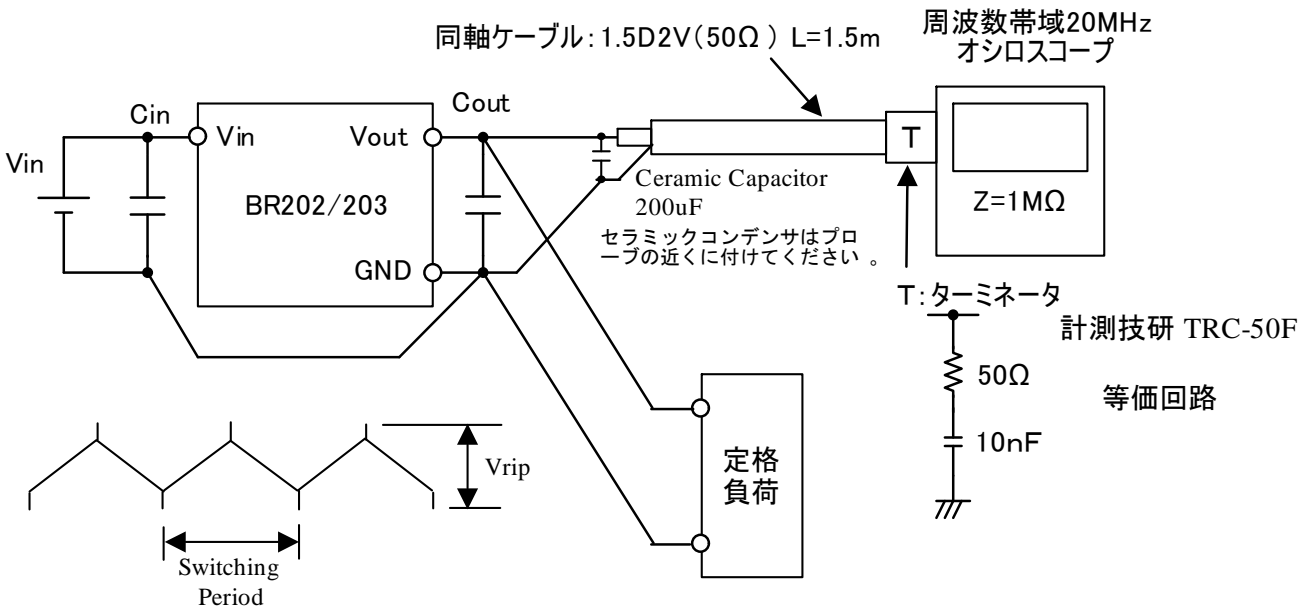 同軸ケーブル：1.5D2V（50Ω） L=1.5m
周波数帯域20MHz
オシロスコープ
Cin
Cout
Vin
Vin
Vout
BR202/203
GND
T
Z=1MΩ
Ceramic Capacitor
200uF
セラミックコンデンサはプロ
ーブの近くに付けてください 。
T：ターミネータ
計測技研 TRC-50F
50Ω
等価回路
10nF
定格
負荷
Vrip
Switching
Period